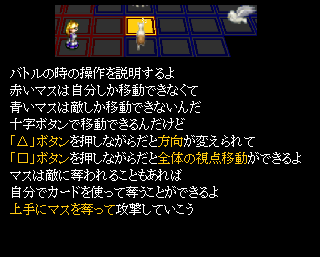 バトルの時の操作を説明するよ
赤いマスは自分しか移動できなくて
青いマスは敵しか移動できないんだ
十字ボタンで移動できるんだけど
「△」ボタンを押しながらだと方向が変えられて
「□」ボタンを押しながらだと全体の視点移動ができるよ
マスは敵に奪われることもあれば
自分でカードを使って奪うことができるよ
上手にマスを奪って攻撃していこう